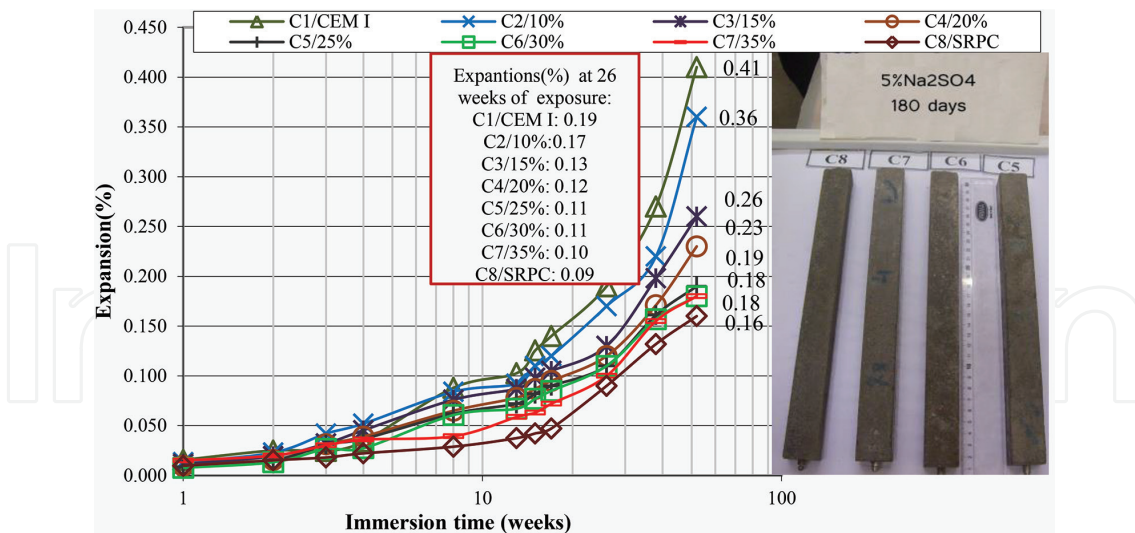 C1/CEM I C2/10% C3/15% C4/20%
C5/25% C6/30% C7/35% C8/SRPC
Expansion(%)
0.450
0.400
0.350
0.300
0.250
0.200
0.150
0.100
0.050
0.000
1 10 100
Immersion time (weeks)
Expantions(%) at 26
weeks of exposure:
C1/CEM I: 0.19
C2/10%:0.17
C3/15%: 0.13
C4/20%: 0.12
C5/25%: 0.11
C6/30%: 0.11
C7/35%: 0.10
C8/SRPC: 0.09
0.41
0.36
0.26
0.23
0.19
0.18
0.18
0.16
5%Na2SO4
180 days
C8 C7 C6 C5